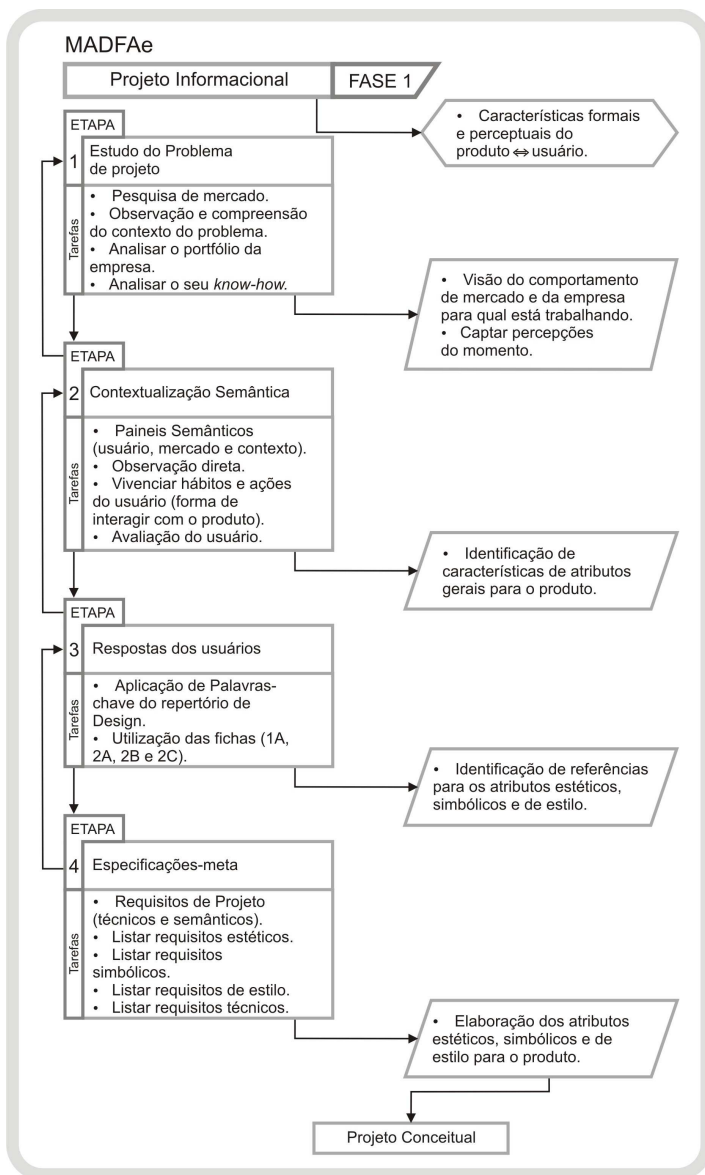 MADFAe
Projeto Informacional
FASE 1
• Características formais
e perceptuais do
produto ⇔ usuário.
ETAPA
1
Estudo do Problema
de projeto
Tarefas
• Pesquisa de mercado.
• Observação e compreensão
do contexto do problema.
• Analisar o portfólio da
empresa.
• Analisar o seu know-how.
• Visão do comportamento
de mercado e da empresa
para qual está trabalhando.
• Captar percepções
do momento.
ETAPA
2
Contextualização Semântica
Tarefas
• Paineis Semânticos
(usuário, mercado e contexto).
• Observação direta.
• Vivenciar hábitos e ações
do usuário (forma de
interagir com o produto).
• Avaliação do usuário.
• Identificação de
características de atributos
gerais para o produto.
ETAPA
3
Respostas dos usuários
Tarefas
• Aplicação de Palavras-
chave do repertório de
Design.
• Utilização das fichas (1A,
2A, 2B e 2C).
• Identificação de referências
para os atributos estéticos,
simbólicos e de estilo.
ETAPA
4
Especificações-meta
Tarefas
• Requisitos de Projeto
(técnicos e semânticos).
• Listar requisitos estéticos.
• Listar requisitos
simbólicos.
• Listar requisitos de estilo.
• Listar requisitos técnicos.
• Elaboração dos atributos
estéticos, simbólicos e de
estilo para o produto.
Projeto Conceitual